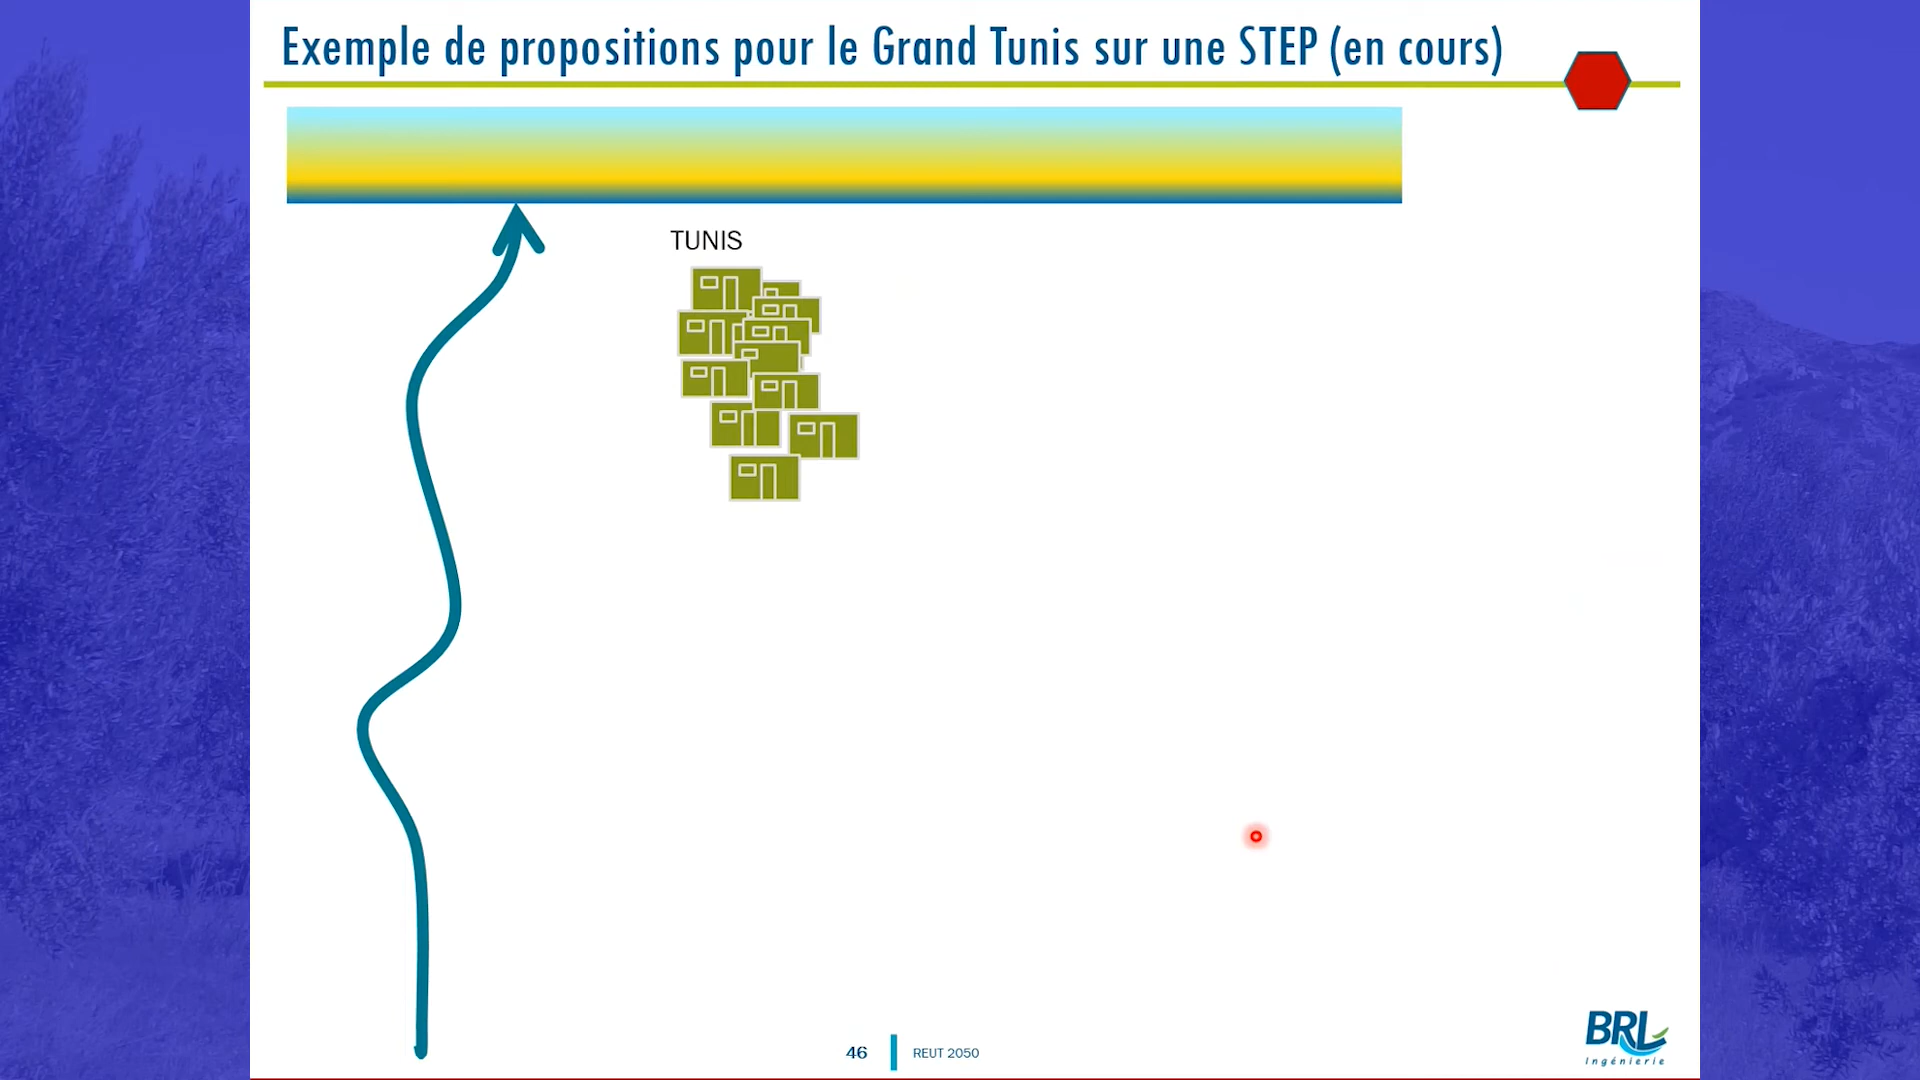 Exemple de propositions pour le Grand Tunis sur une STEP (en cours)
TUNIS
46
REUT 2050
BRL
Ingénierie